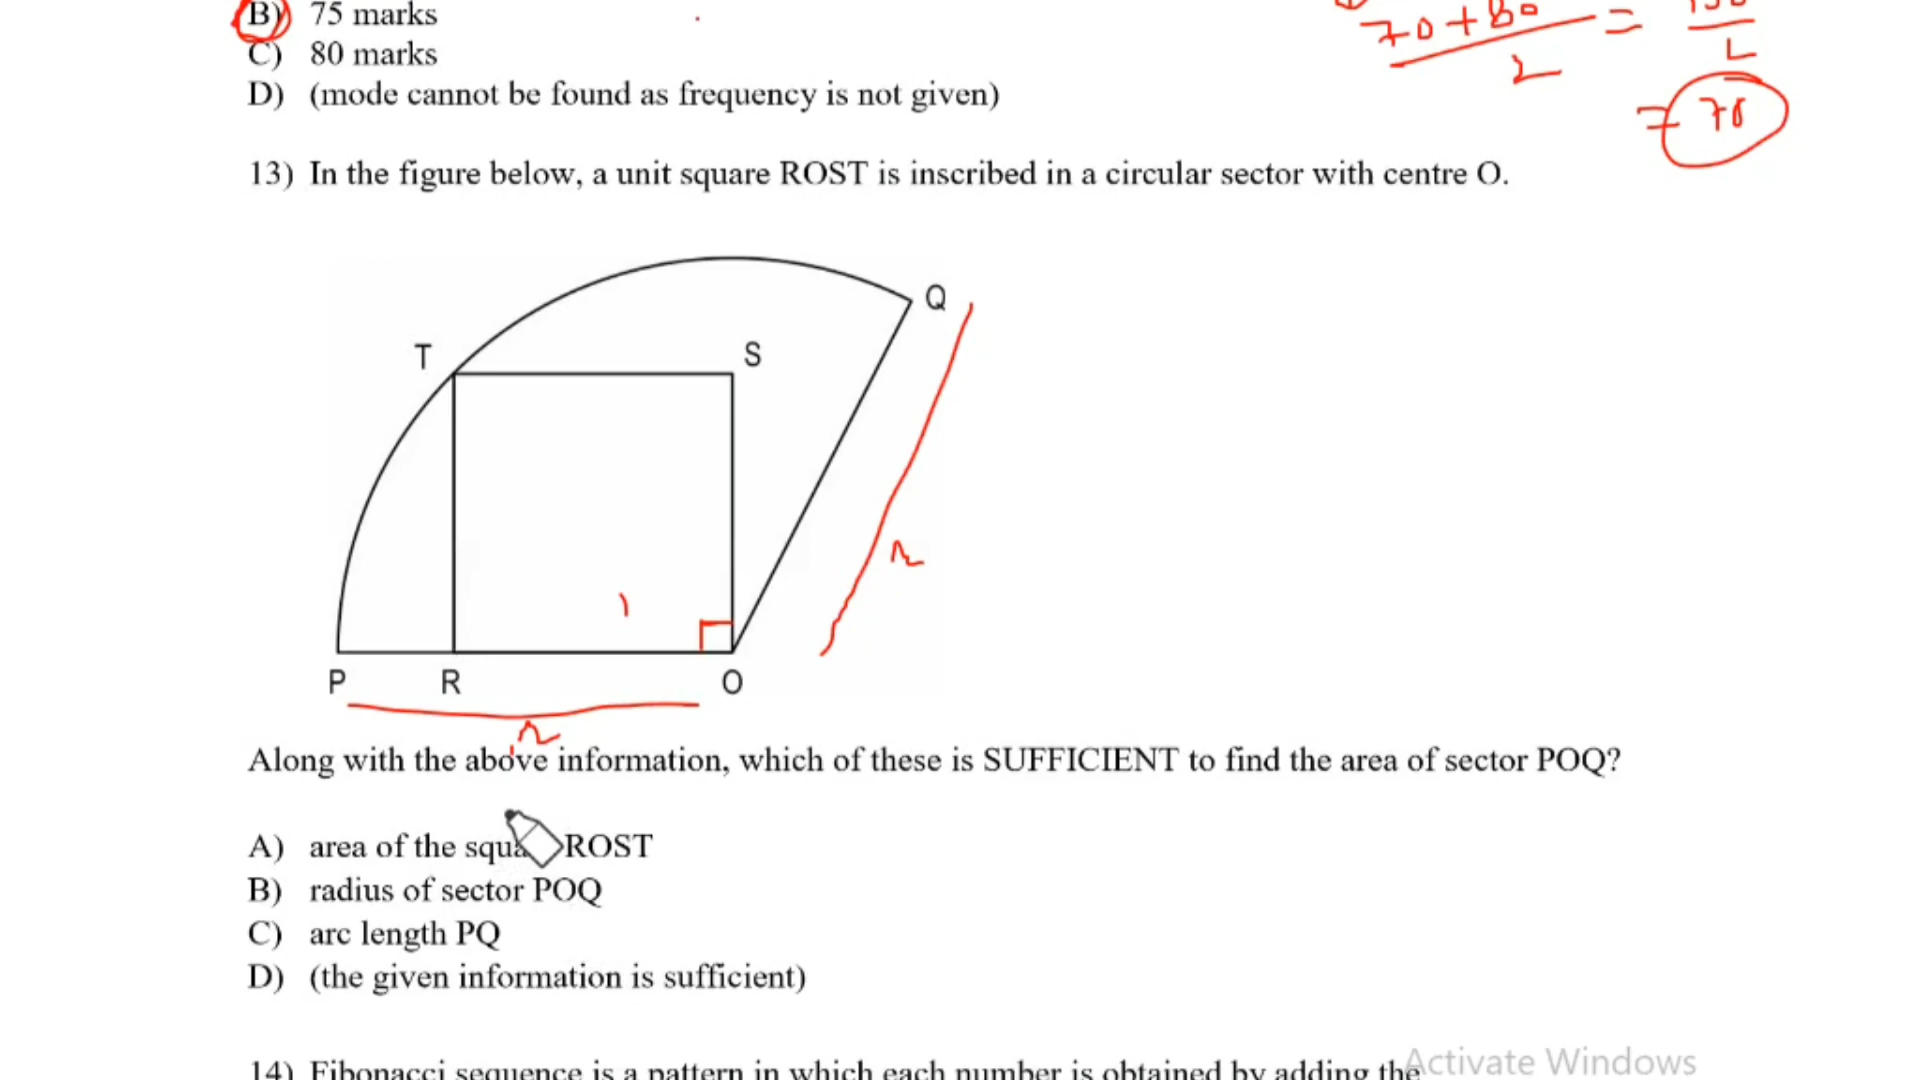 B) 75 marks
70+80
2
=
C) 80 marks
D) (mode cannot be found as frequency is not given)
=
13) In the figure below, a unit square ROST is inscribed in a circular sector with centre O.
Q
T
S
r
1
P
R
O
r
Along with the above information, which of these is SUFFICIENT to find the area of sector POQ?
A) area of the squa ROST
B) radius of sector POQ
C) arc length PQ
D) (the given information is sufficient)
14) Fibonacci sequence is a pattern in which each number is obtained by adding the
Activate Windows